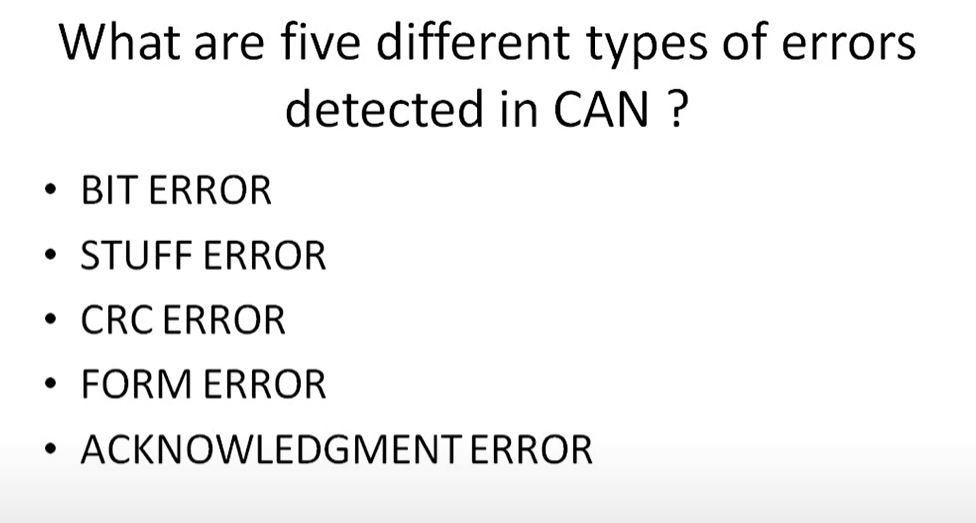 What are five different types of errors
detected in CAN ?
• BIT ERROR
• STUFF ERROR
• CRC ERROR
• FORM ERROR
• ACKNOWLEDGMENT ERROR